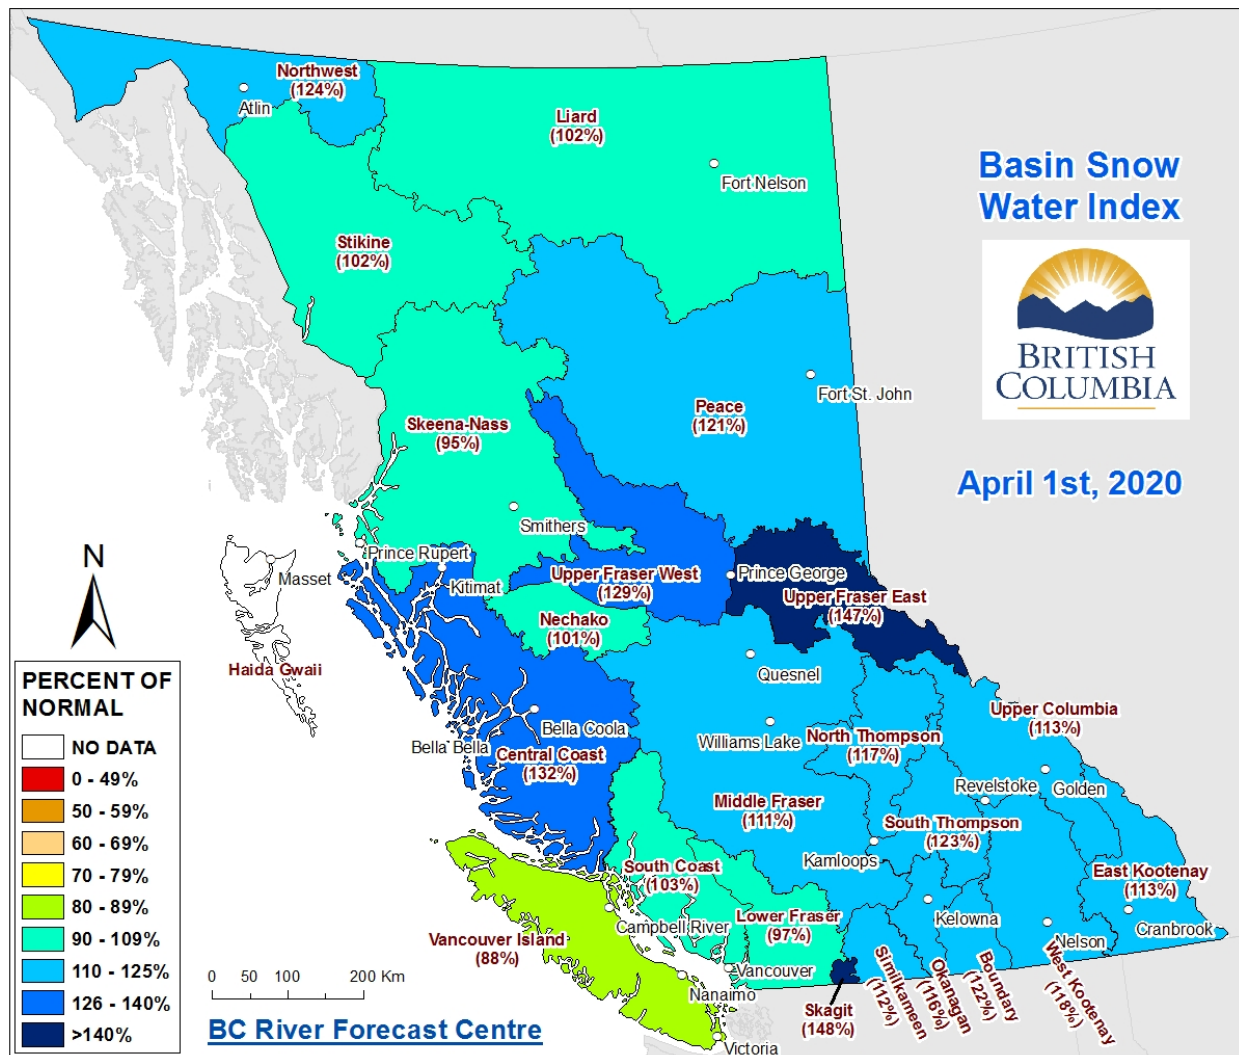 Northwest
(124%)
Atlin
Liard
(102%)
Fort Nelson
Basin Snow
Water Index
Stikine
(102%)
BRITISH
COLUMBIA
Fort St. John
Peace
(121%)
Skeena-Nass
(95%)
April 1st, 2020
Smithers
N
Prince Rupert
Masset
Kitimat
Upper Fraser West
(129%)
Prince George
Upper Fraser East
(147%)
Nechako
(101%)
Haida Gwaii
Quesnel
PERCENT OF
NORMAL
NO DATA
0 - 49%
50 - 59%
60 - 69%
70 - 79%
80 - 89%
90 - 109%
110 - 125%
126 - 140%
>140%
Upper Columbia
(113%)
Bella Coola
Bella Bella
Central Coast
(132%)
Williams Lake
North Thompson
(117%)
Revelstoke
Golden
Middle Fraser
(111%)
South Thompson
(123%)
Kamloops
South Coast
(103%)
East Kootenay
(113%)
Campbell River
Lower Fraser
(97%)
Kelowna
Nelson
Cranbrook
Vancouver Island
(88%)
Vancouver
Nanaimo
Victoria
Skagit
(148%)
Similkameen
(112%)
Okanagan
(116%)
Boundary
(122%)
West Kootenay
(118%)
0 50 100 200 Km
BC River Forecast Centre